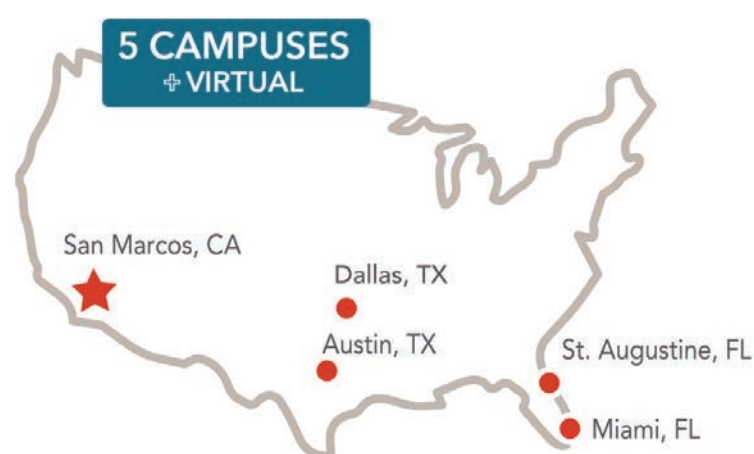 5 CAMPUSES
+ VIRTUAL
San Marcos, CA
Dallas, TX
Austin, TX
St. Augustine, FL
Miami, FL